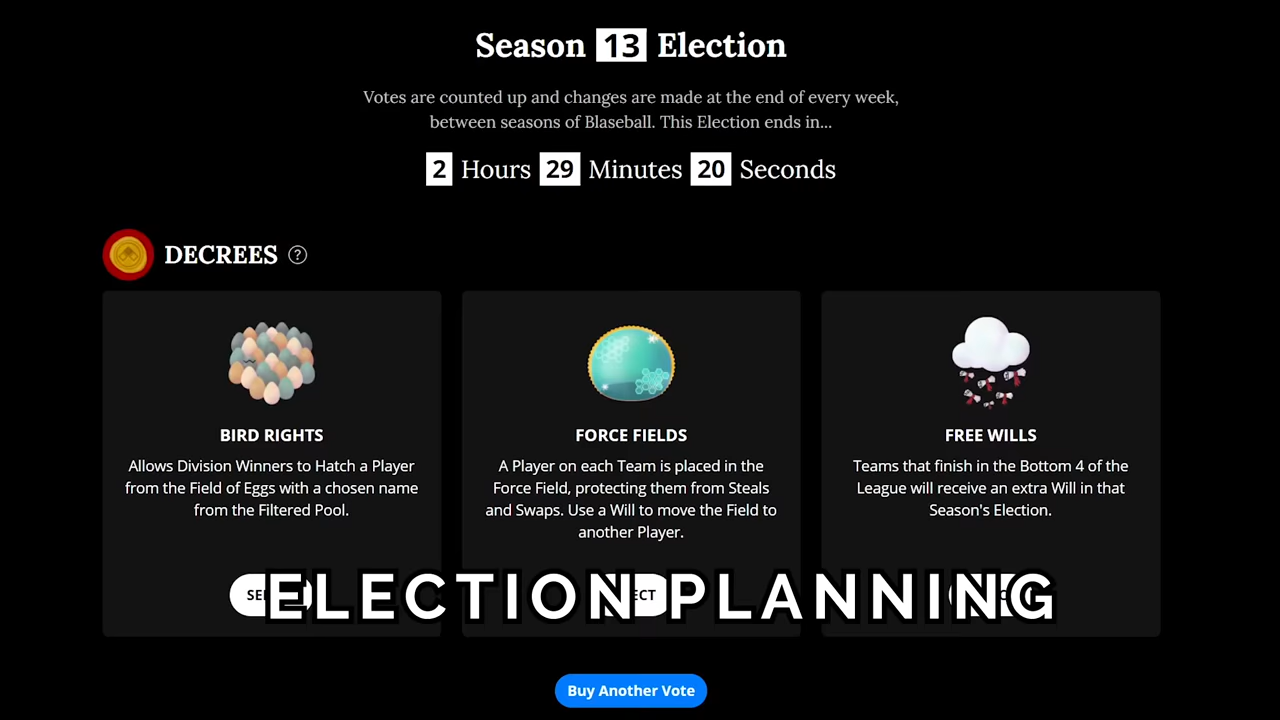 Season 13 Election
Votes are counted up and changes are made at the end of every week,
between seasons of Blaseball. This Election ends in...
2 Hours 29 Minutes 20 Seconds
DECREES ?
BIRD RIGHTS
Allows Division Winners to Hatch a Player
from the Field of Eggs with a chosen name
from the Filtered Pool.
FORCE FIELDS
A Player on each Team is placed in the
Force Field, protecting them from Steals
and Swaps. Use a Will to move the Field to
another Player.
FREE WILLS
Teams that finish in the Bottom 4 of the
League will receive an extra Will in that
Season's Election.
ELECTION PLANNING
Buy Another Vote